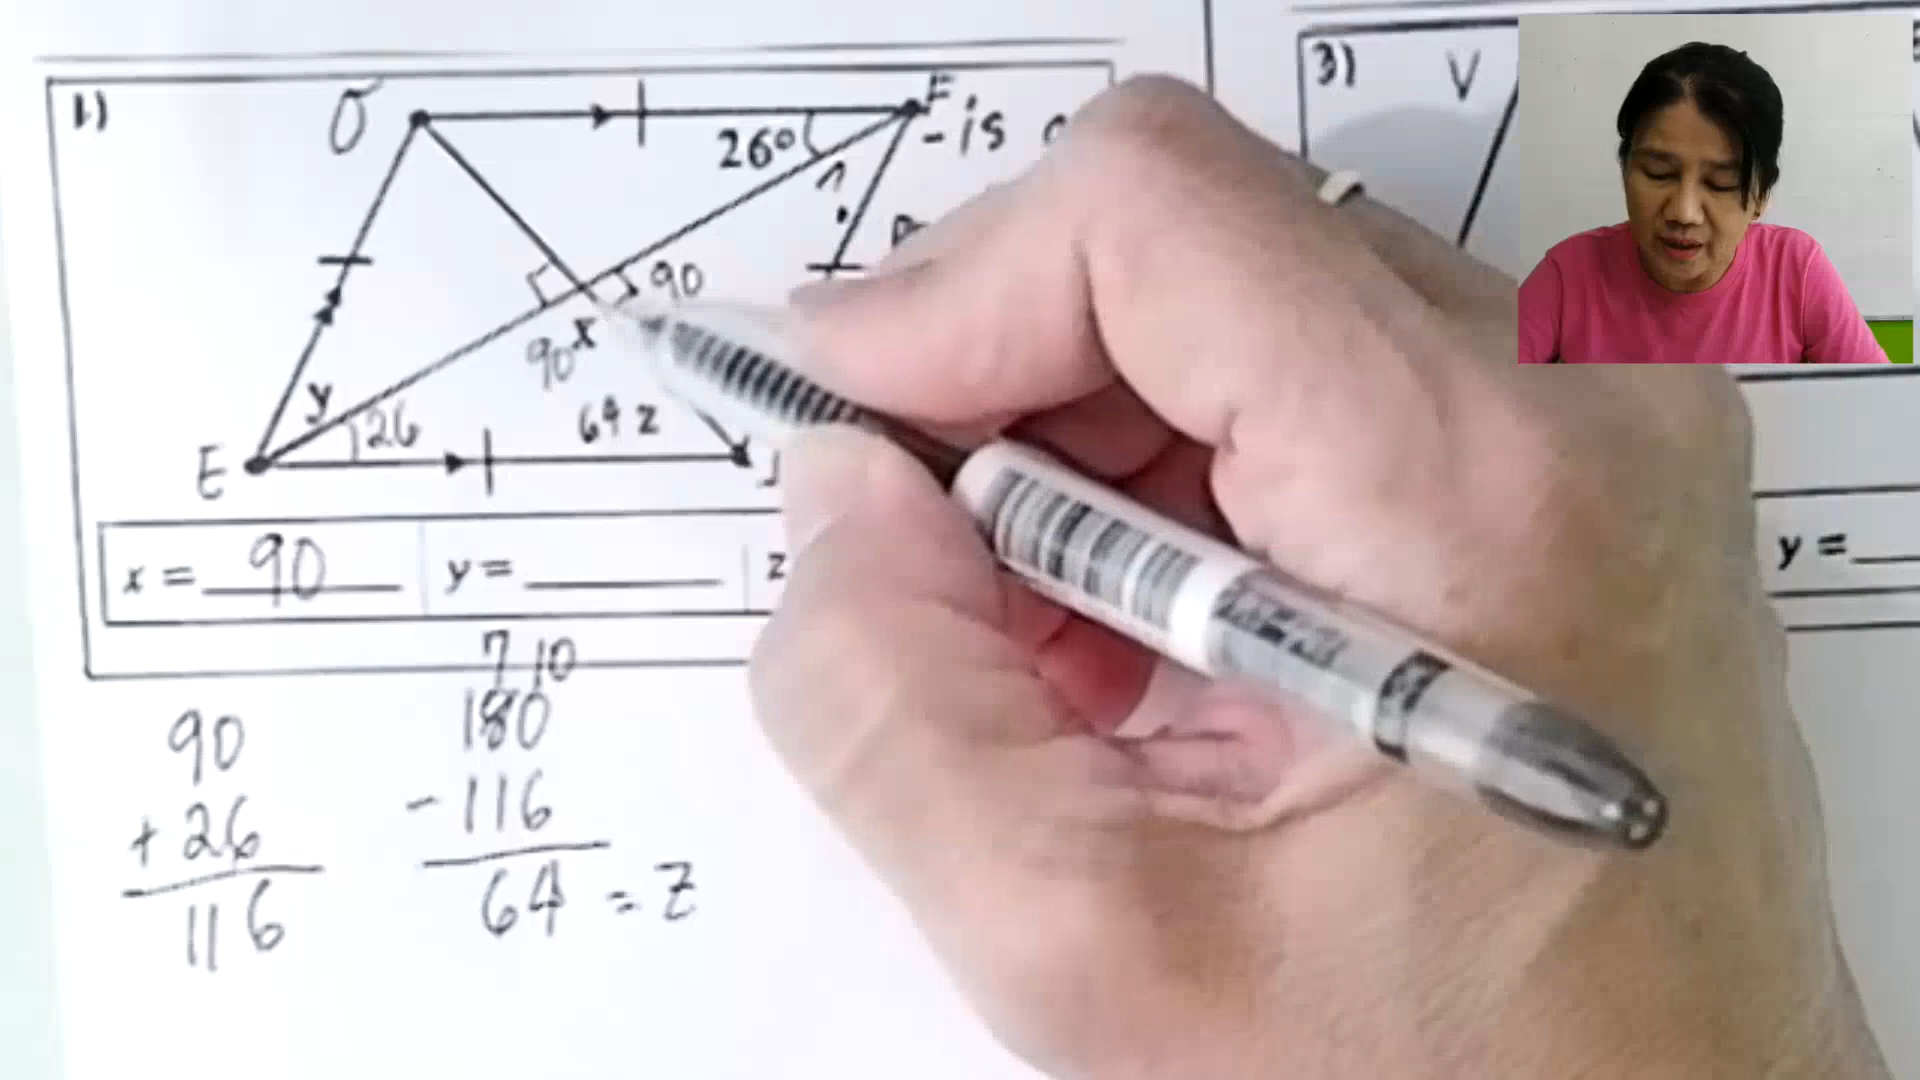 1.)
O
F
26°
- is
90
x
90
y
26
64 z
E
J
x = 90
y =
z
90
+ 26
116
7 10
180
- 116
64 = z
3)
V
y =